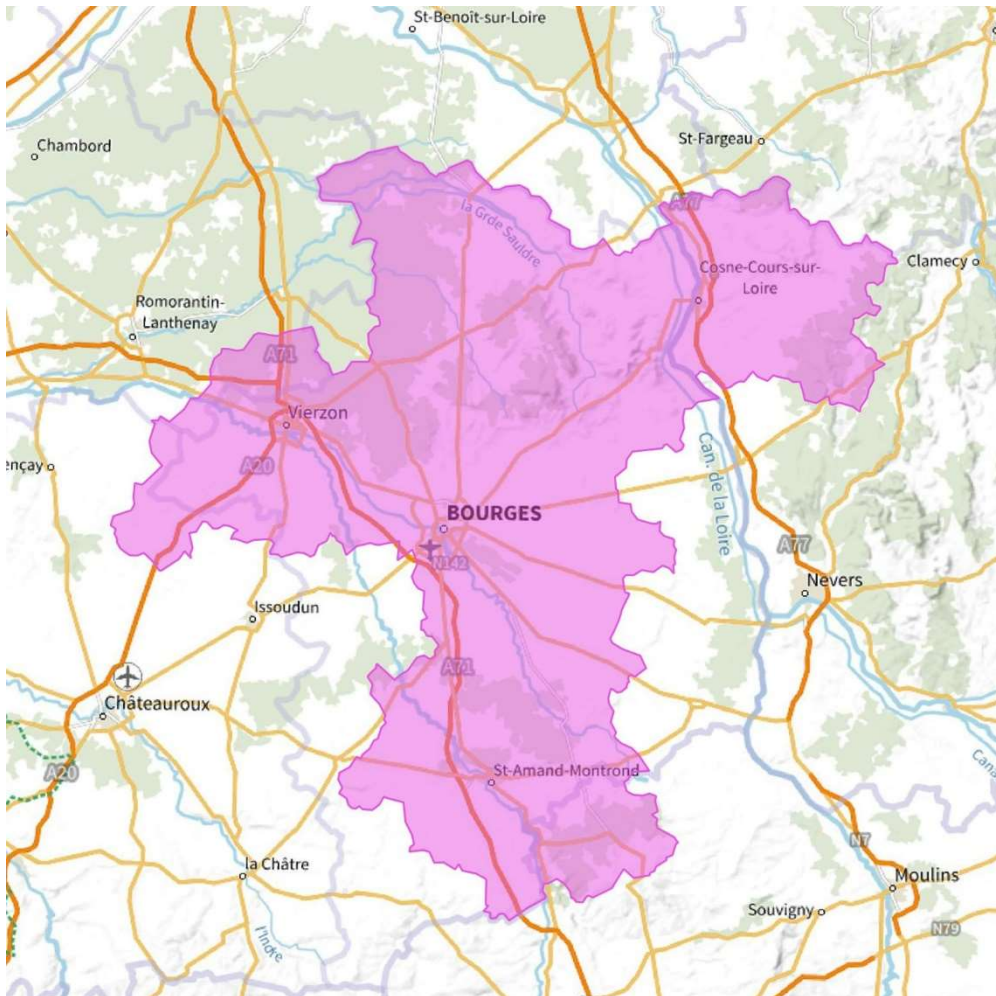 St-Benoît-sur-Loire
Chambord
St-Fargeau
A77
la Grde Sauldre
Clamecy
Cosne-Cours-sur-
Loire
Romorantin-
Lanthenay
A71
Vierzon
A20
ençay
Can. de la Loire
BOURGES
N142
A77
Nevers
Issoudun
A71
Châteauroux
A20
St-Amand-Montrond
Cana
N7
la Châtre
Moulins
Souvigny
N79
l'Indre